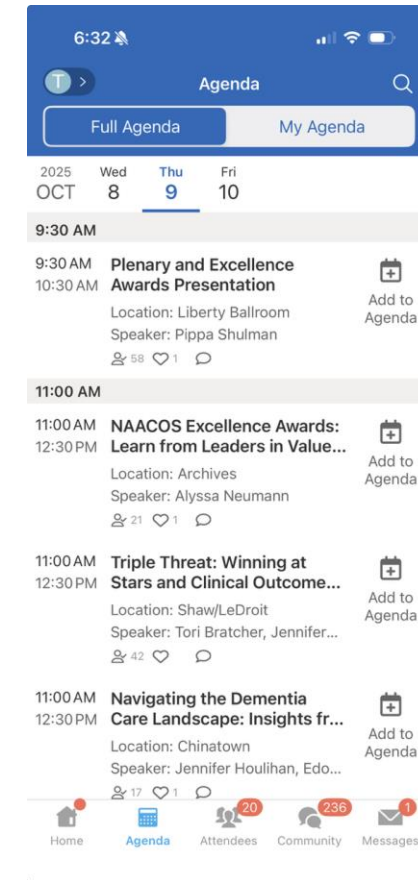 6:32
T >
Agenda
Full Agenda
My Agenda
2025 Wed Thu Fri
OCT 8 9 10
9:30 AM
9:30 AM Plenary and Excellence
10:30 AM Awards Presentation
Location: Liberty Ballroom
Speaker: Pippa Shulman
58 1
Add to
Agenda
11:00 AM
11:00 AM NAACOS Excellence Awards:
12:30 PM Learn from Leaders in Value...
Location: Archives
Speaker: Alyssa Neumann
21 1
Add to
Agenda
11:00 AM Triple Threat: Winning at
12:30 PM Stars and Clinical Outcome...
Location: Shaw/LeDroit
Speaker: Tori Bratcher, Jennifer...
42
Add to
Agenda
11:00 AM Navigating the Dementia
12:30 PM Care Landscape: Insights fr...
Location: Chinatown
Speaker: Jennifer Houlihan, Edo...
17 1
Add to
Agenda
20 236 1
Home Agenda Attendees Community Messages